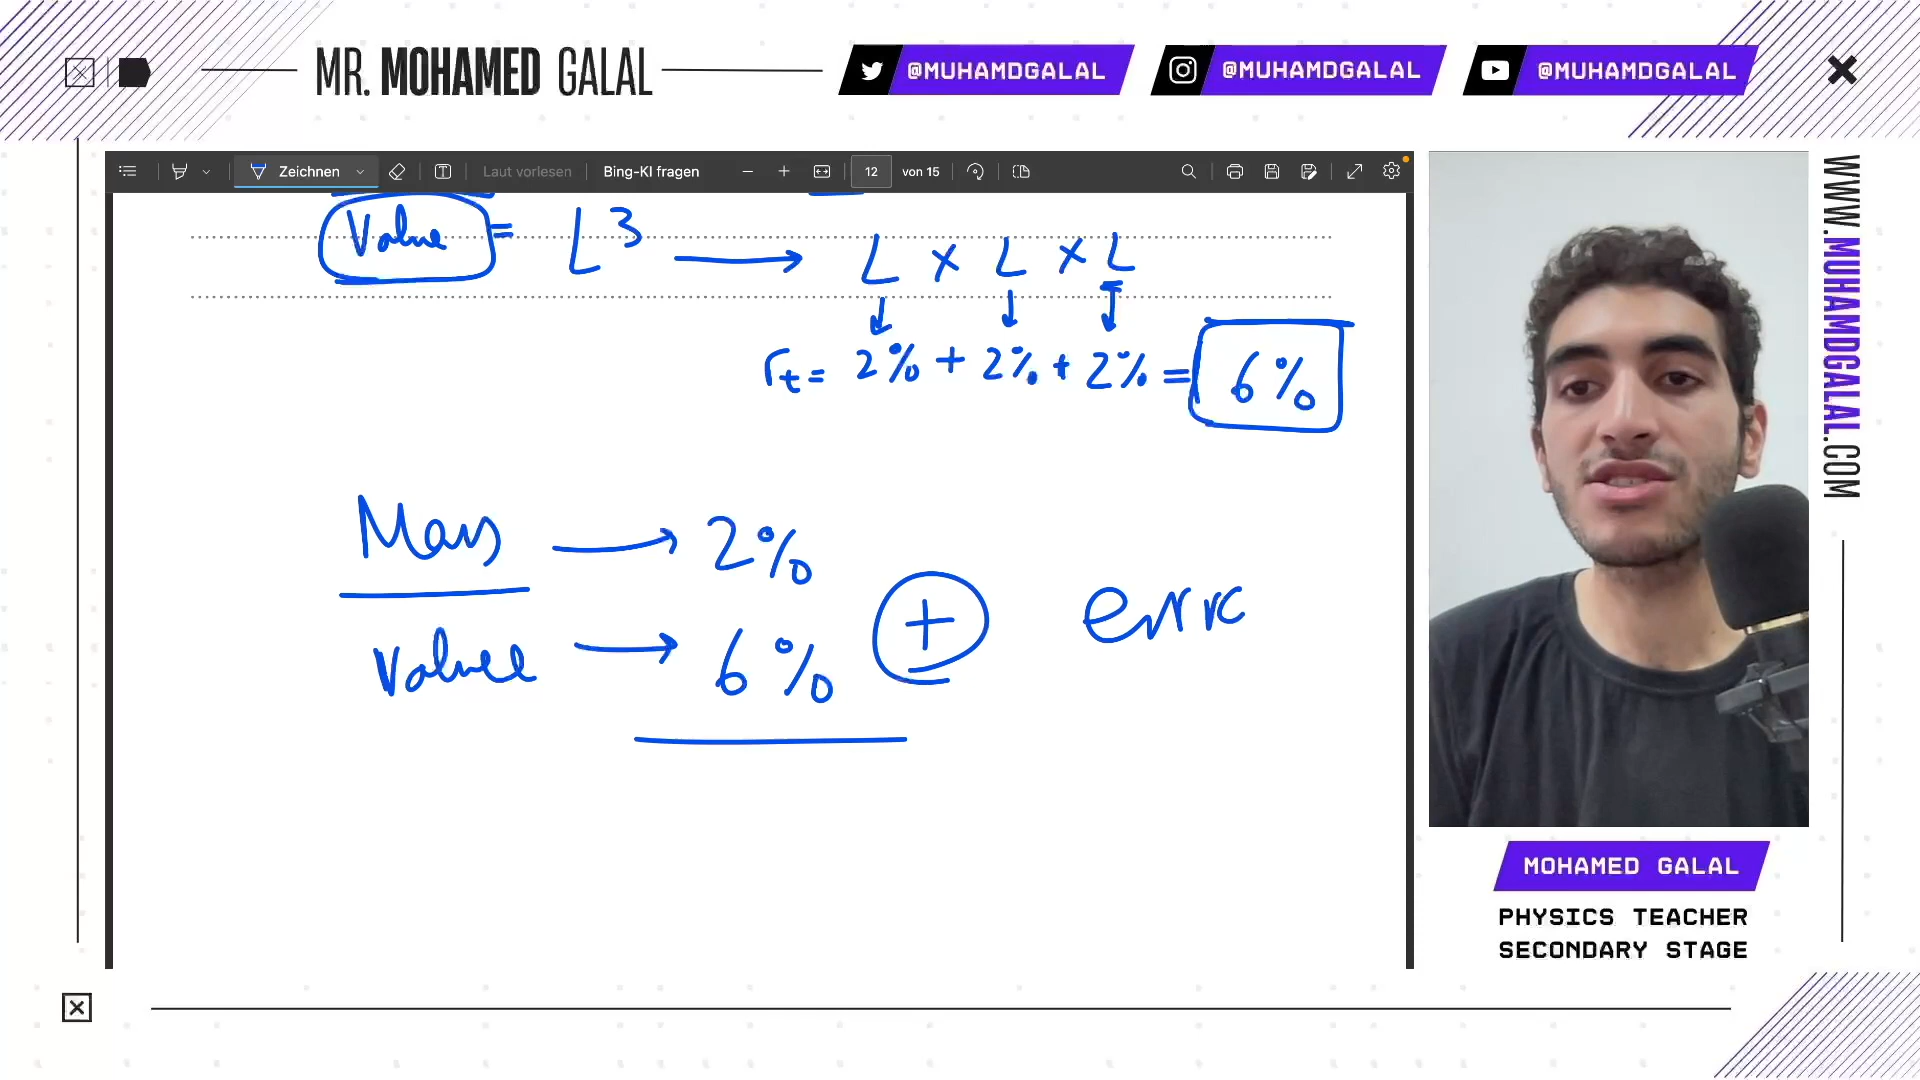 MR. MOHAMED GALAL
@MUHAMDGALAL
@MUHAMDGALAL
@MUHAMDGALAL
Zeichnen
Laut vorlesen
Bing-KI fragen
12 von 15
Value = L³ → L × L × L
rt = 2% + 2% + 2% = 6%
Mass → 2%
Value → 6%
+
erro
WWW.MUHAMDGALAL.COM
MOHAMED GALAL
PHYSICS TEACHER
SECONDARY STAGE